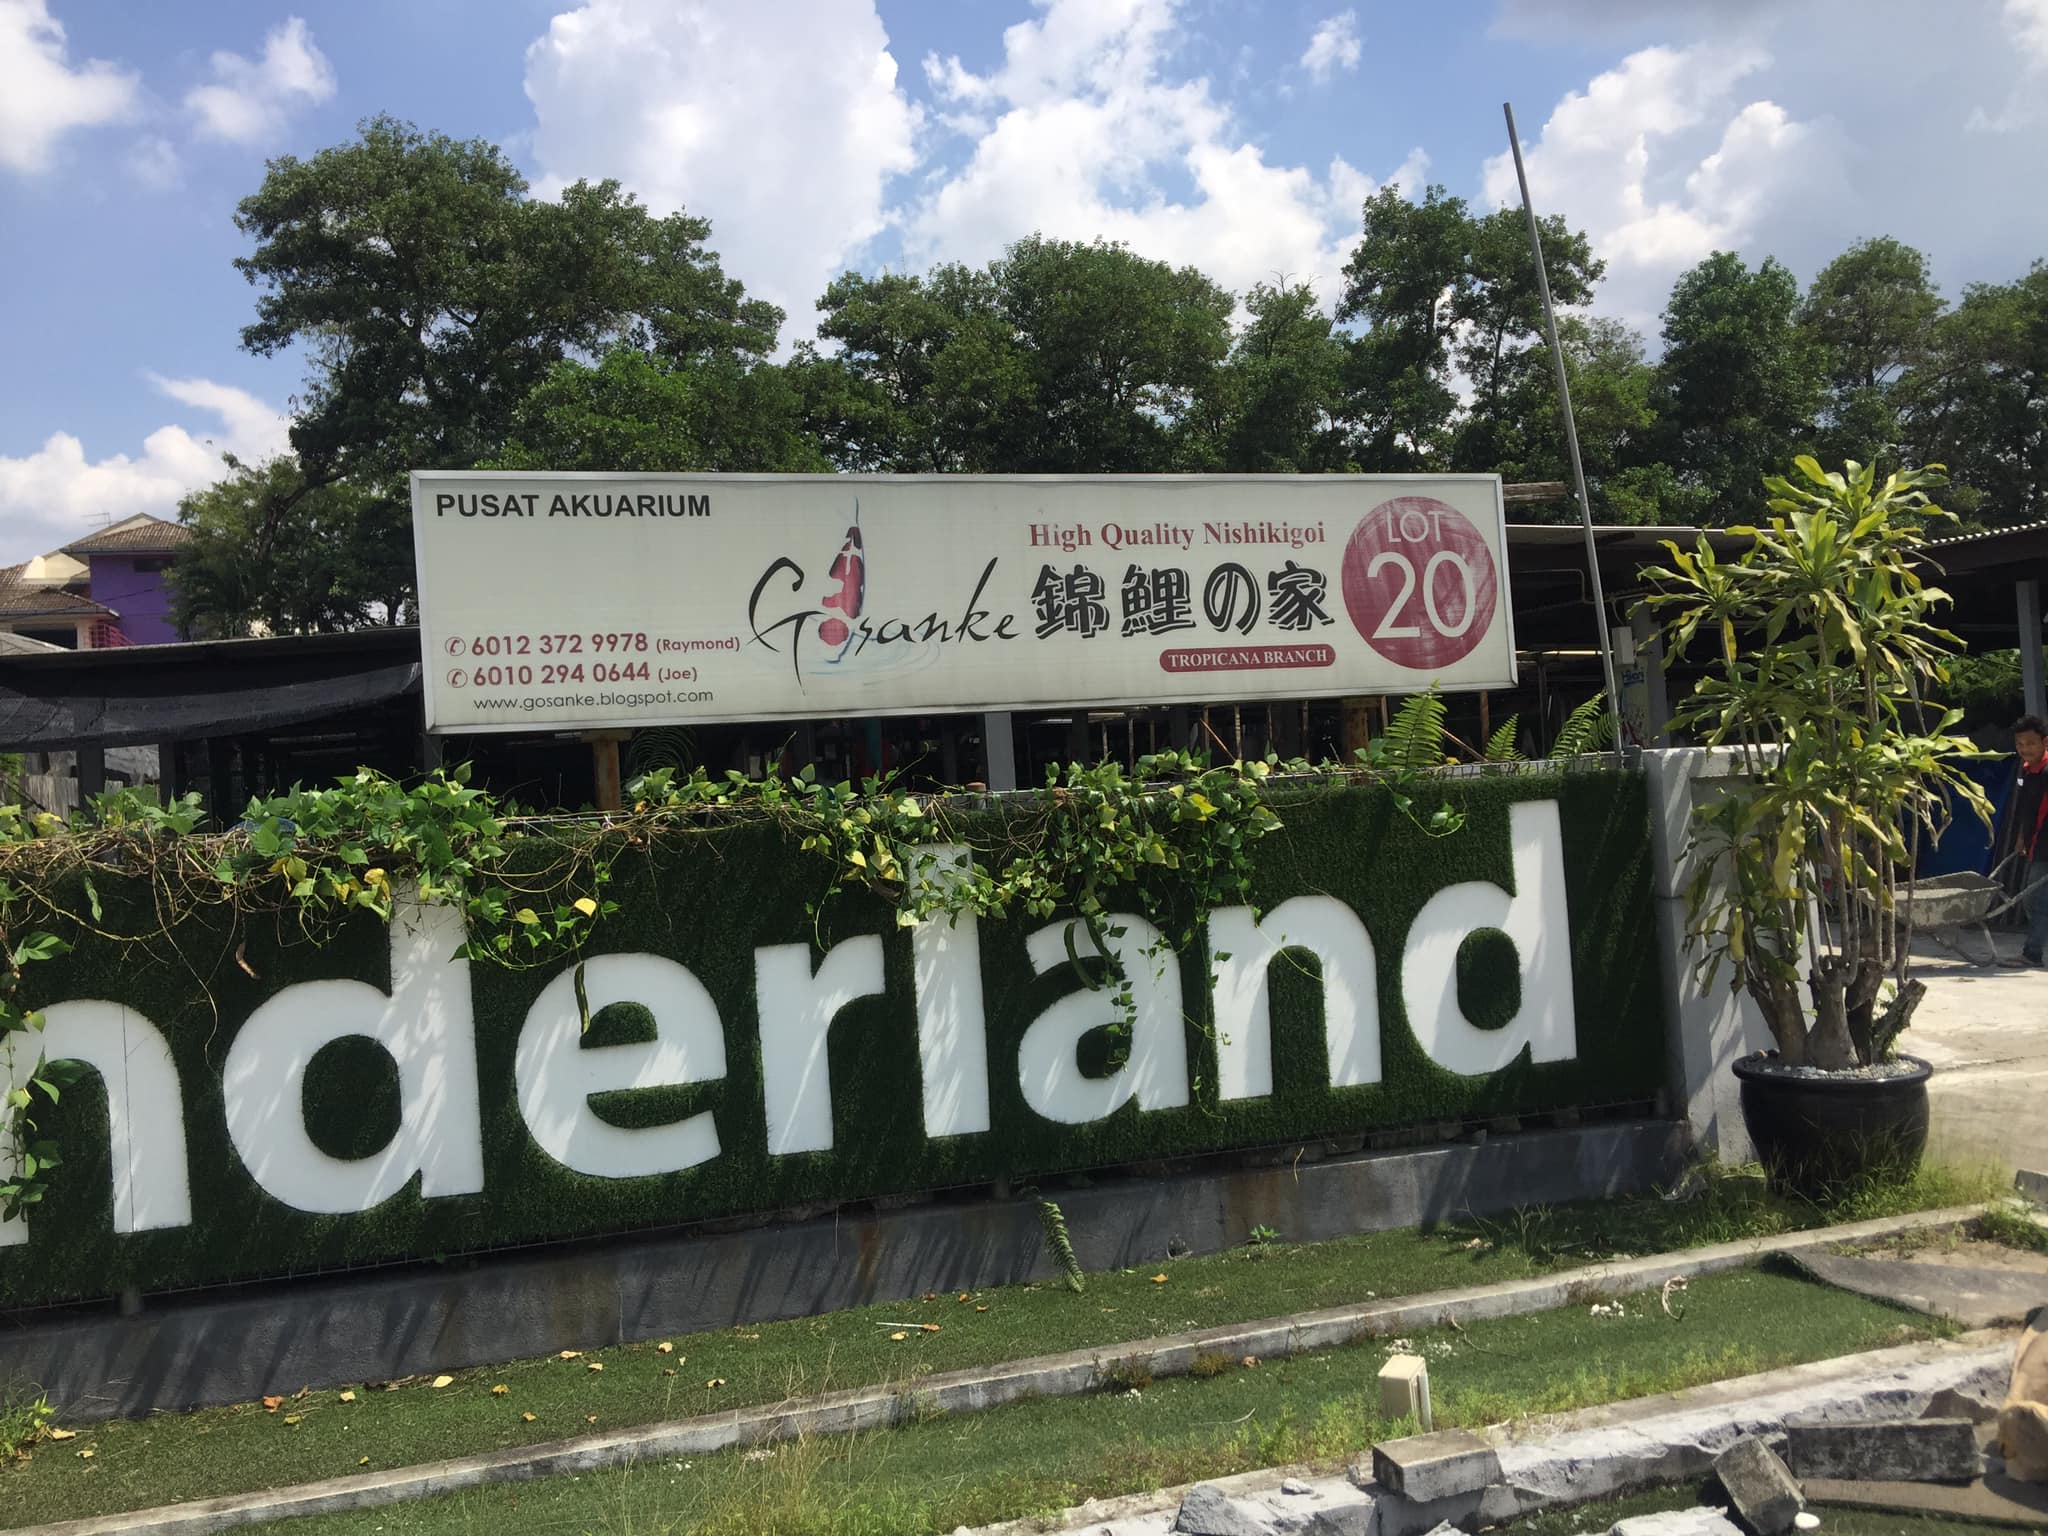 PUSAT AKUARIUM
6012 372 9978 (Raymond)
6010 294 0644 (Joe)
www.gosanke.blogspot.com
Gosanke
High Quality Nishikigoi
錦鯉の家
TROPICANA BRANCH
LOT
20
nderland